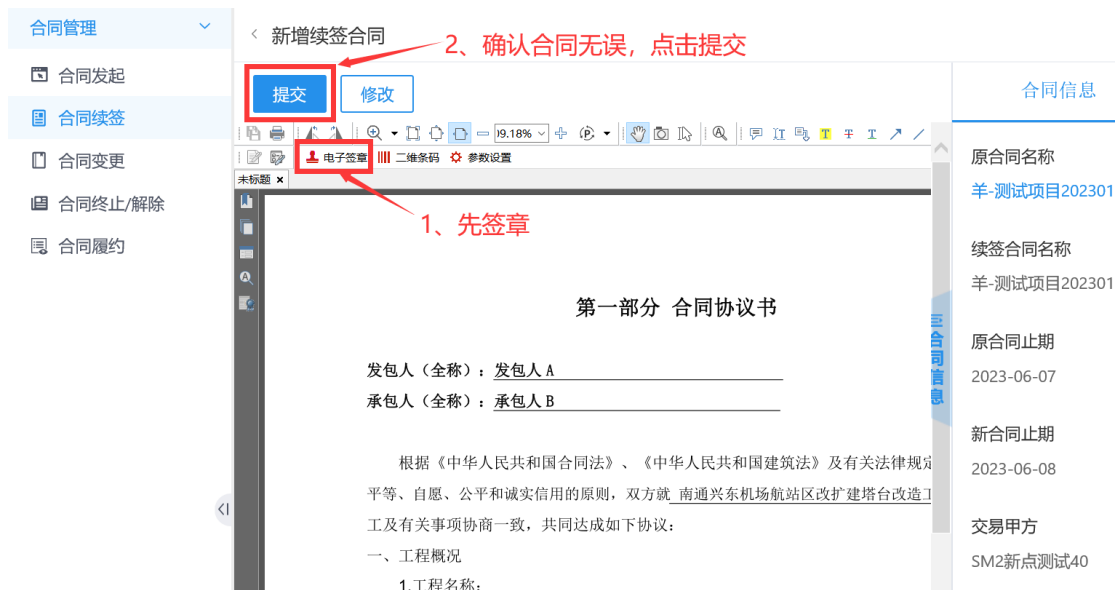 合同管理
合同发起
合同续签
合同变更
合同终止/解除
合同履约
新增续签合同
2、确认合同无误，点击提交
提交
修改
9.18%
电子签章
二维条码
参数设置
未标题
1、先签章
第一部分 合同协议书
发包人（全称）：发包人 A
承包人（全称）：承包人 B
根据《中华人民共和国合同法》、《中华人民共和国建筑法》及有关法律规定
平等、自愿、公平和诚实信用的原则，双方就 南通兴东机场航站区改扩建塔台改造工
工及有关事项协商一致，共同达成如下协议：
一、工程概况
1.工程名称：
合同信息
合同信息
原合同名称
羊-测试项目202301
续签合同名称
羊-测试项目202301
原合同止期
2023-06-07
新合同止期
2023-06-08
交易甲方
SM2新点测试40